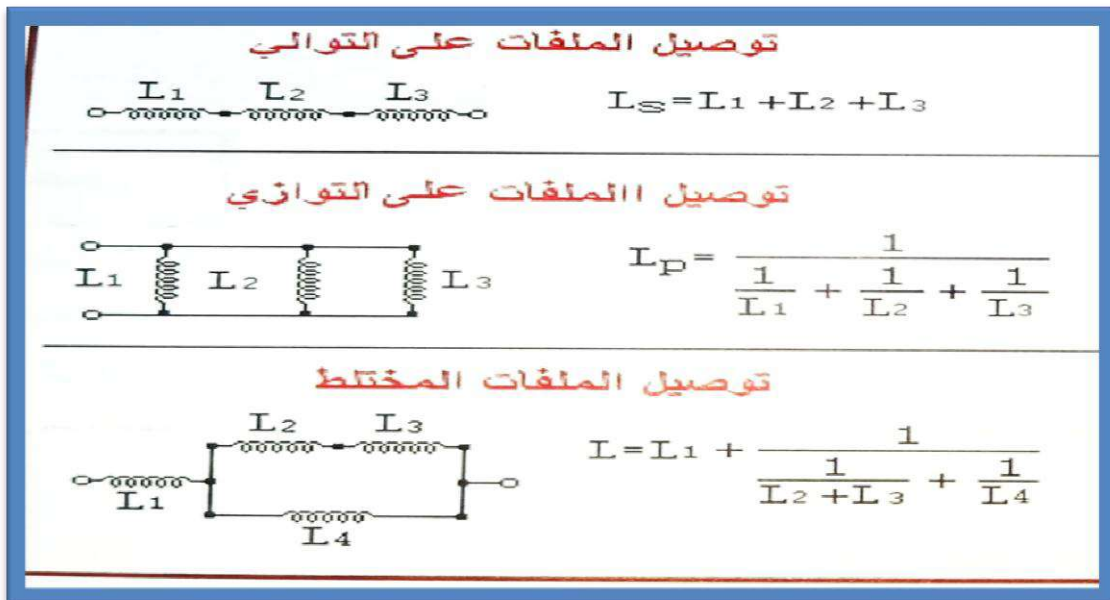 توصيل الملفات على التوالي
L1 L2 L3
Ls=L1+L2+L3
توصيل االملفات على التوازي
L1 L2 L3
Lp= 1 / (1/L1 + 1/L2 + 1/L3)
توصيل الملفات المختلط
L2 L3
L1
L4
L=L1 + 1 / (1/(L2+L3) + 1/L4)